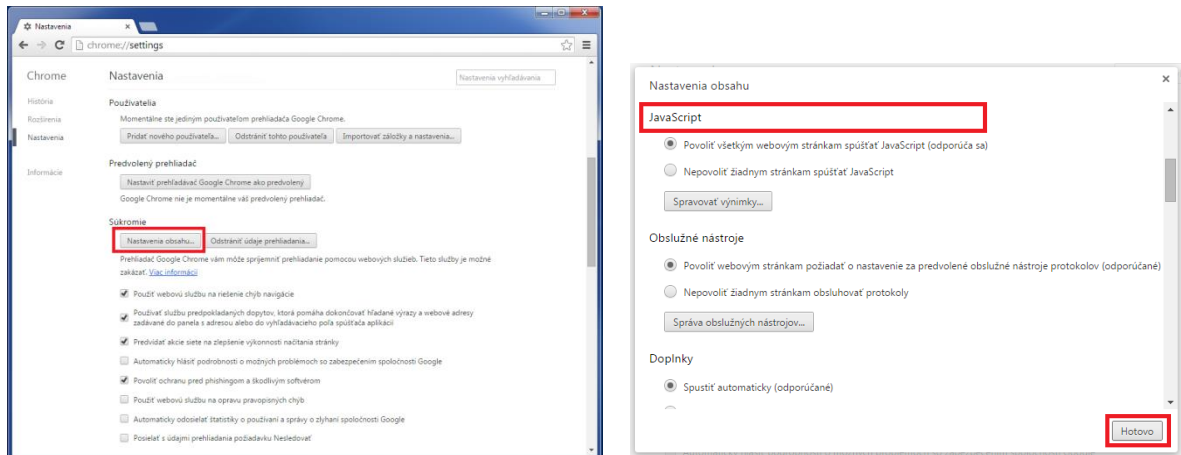 Nastavenia
chrome://settings
Chrome
História
Rozšírenia
Nastavenia
Informácie
Nastavenia
Nastavenia vyhľadávania
Používatelia
Momentálne ste jediným používateľom prehliadača Google Chrome.
Pridať nového používateľa... Odstrániť tohto používateľa Importovať záložky a nastavenia...
Predvolený prehliadač
Nastaviť prehľadávač Google Chrome ako predvolený
Google Chrome nie je momentálne váš predvolený prehliadač.
Súkromie
Nastavenia obsahu... Odstrániť údaje prehliadania...
Prehliadač Google Chrome vám môže spríjemniť prehliadanie pomocou webových služieb. Tieto služby je možné
zakázať. Viac informácií
Použiť webovú službu na riešenie chýb navigácie
Používať službu predpokladaných dopytov, ktorá pomáha dokončovať hľadané výrazy a webové adresy
zadávané do panela s adresou alebo do vyhľadávacieho poľa spúšťača aplikácií
Predvídať akcie siete na zlepšenie výkonnosti načítania stránky
Automaticky hlásiť podrobnosti o možných problémoch so zabezpečením spoločnosti Google
Povoliť ochranu pred phishingom a škodlivým softvérom
Použiť webovú službu na opravu pravopisných chýb
Automaticky odosielať štatistiky o používaní a správy o zlyhaní spoločnosti Google
Posielať s údajmi prehliadania požiadavku Nesledovať
Nastavenia obsahu
JavaScript
Povoliť všetkým webovým stránkam spúšťať JavaScript (odporúča sa)
Nepovoliť žiadnym stránkam spúšťať JavaScript
Spravovať výnimky...
Obslužné nástroje
Povoliť webovým stránkam požiadať o nastavenie za predvolené obslužné nástroje protokolov (odporúčané)
Nepovoliť žiadnym stránkam obsluhovať protokoly
Správa obslužných nástrojov...
Doplnky
Spustiť automaticky (odporúčané)
Hotovo